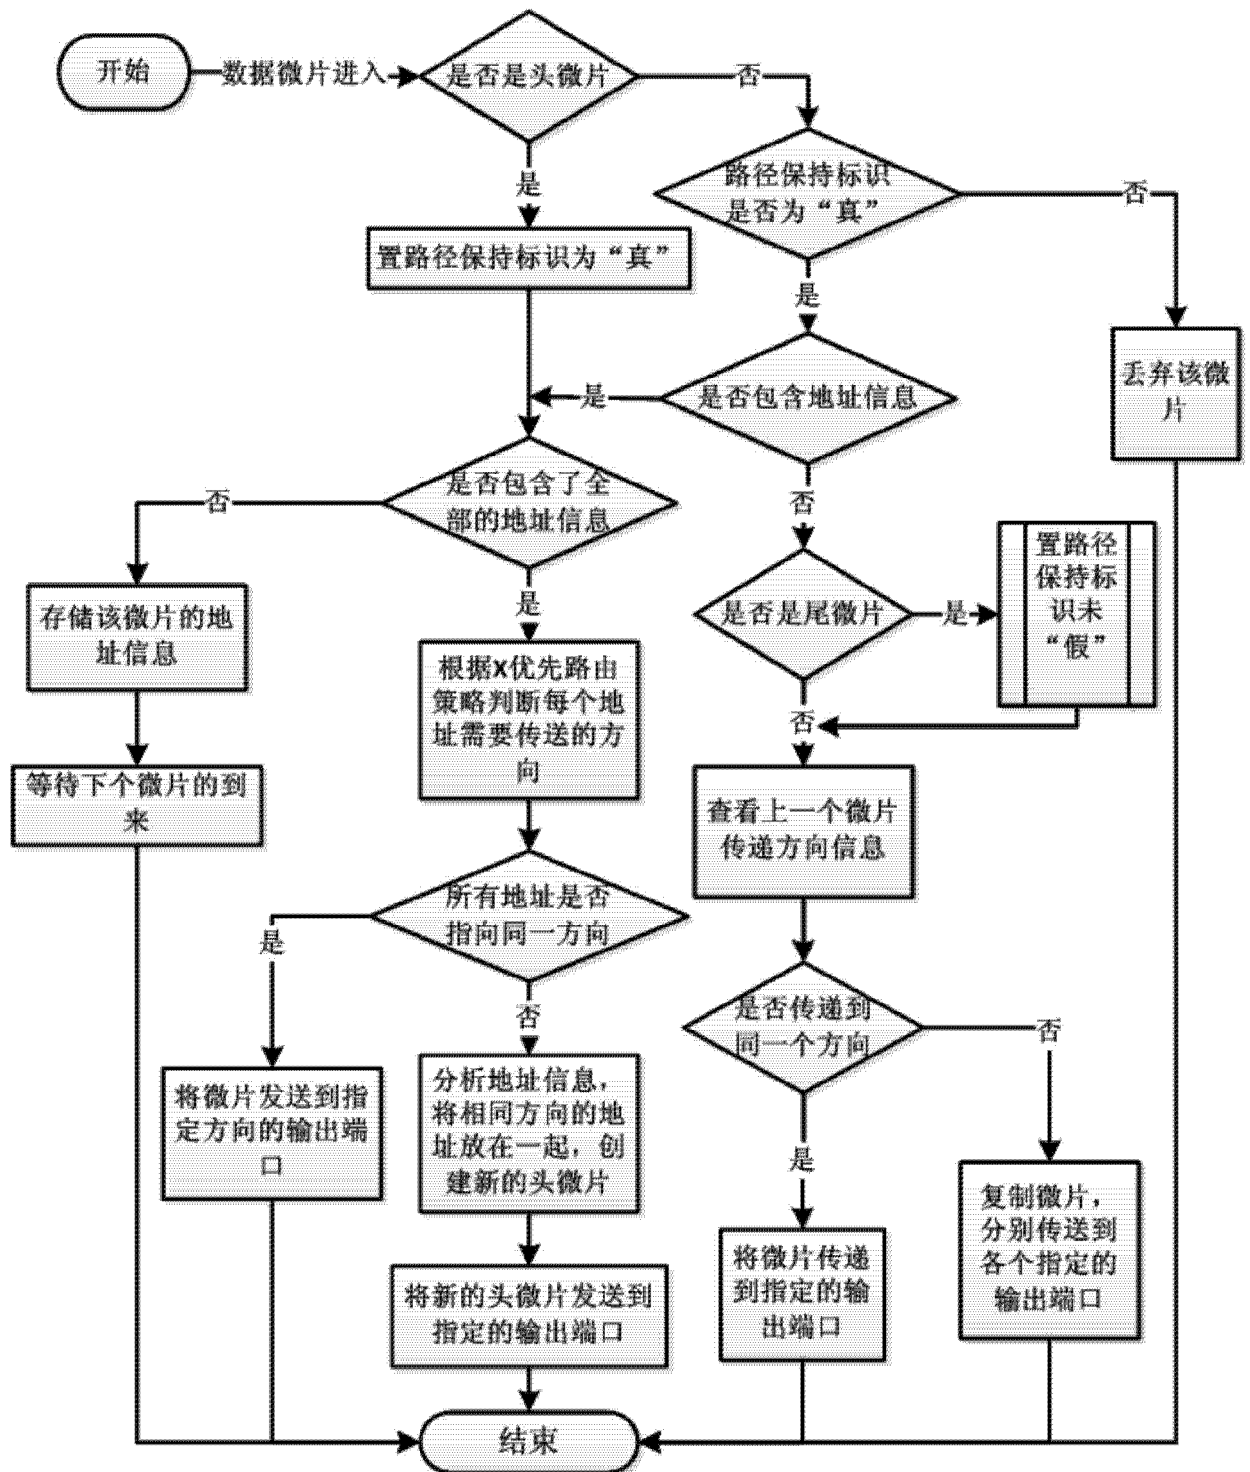 开始
数据微片进入
是否是头微片
否
是
路径保持标识
是否为“真”
否
置路径保持标识为“真”
是
丢弃该微
片
是否包含地址信息
是
是否包含了全
部的地址信息
否
否
置路径
保持标
识未
“假”
是
存储该微片的地
址信息
是否是尾微片
是
根据X优先路由
策略判断每个地
址需要传送的方
向
否
等待下个微片的到
来
查看上一个微片
传递方向信息
所有地址是否
指向同一方向
是
是否传递到
同一个方向
否
否
将微片发送到指
定方向的输出端
口
分析地址信息，
将相同方向的地
址放在一起，创
建新的头微片
是
复制微片，
分别传送到
各个指定的
输出端口
将微片传递
到指定的输
出端口
将新的头微片发送到
指定的输出端口
结束